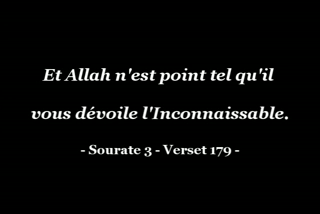 Et Allah n'est point tel qu'il
vous dévoile l'Inconnaissable.
- Sourate 3 - Verset 179 -